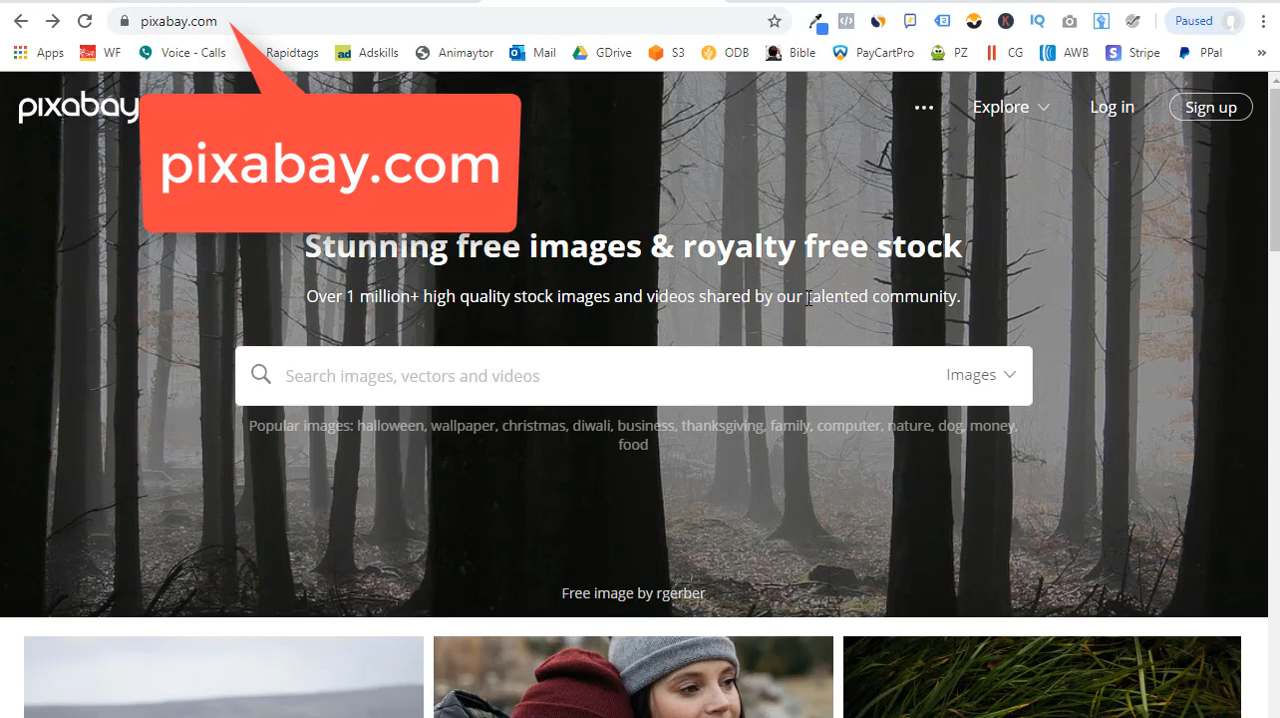 pixabay.com
Paused
Apps WF Voice - Calls Rapidtags ad Adskills Anmaytor Mail GDrive S3 ODB Bible PayCartPro PZ CG AWB S Stripe PPal »
pixabay
Explore
Log in
Sign up
pixabay.com
Stunning free images & royalty free stock
Over 1 million+ high quality stock images and videos shared by our talented community.
Search images, vectors and videos
Images
Popular images: halloween, wallpaper, christmas, diwali, business, thanksgiving, family, computer, nature, dog, money,
food
Free image by rgerber